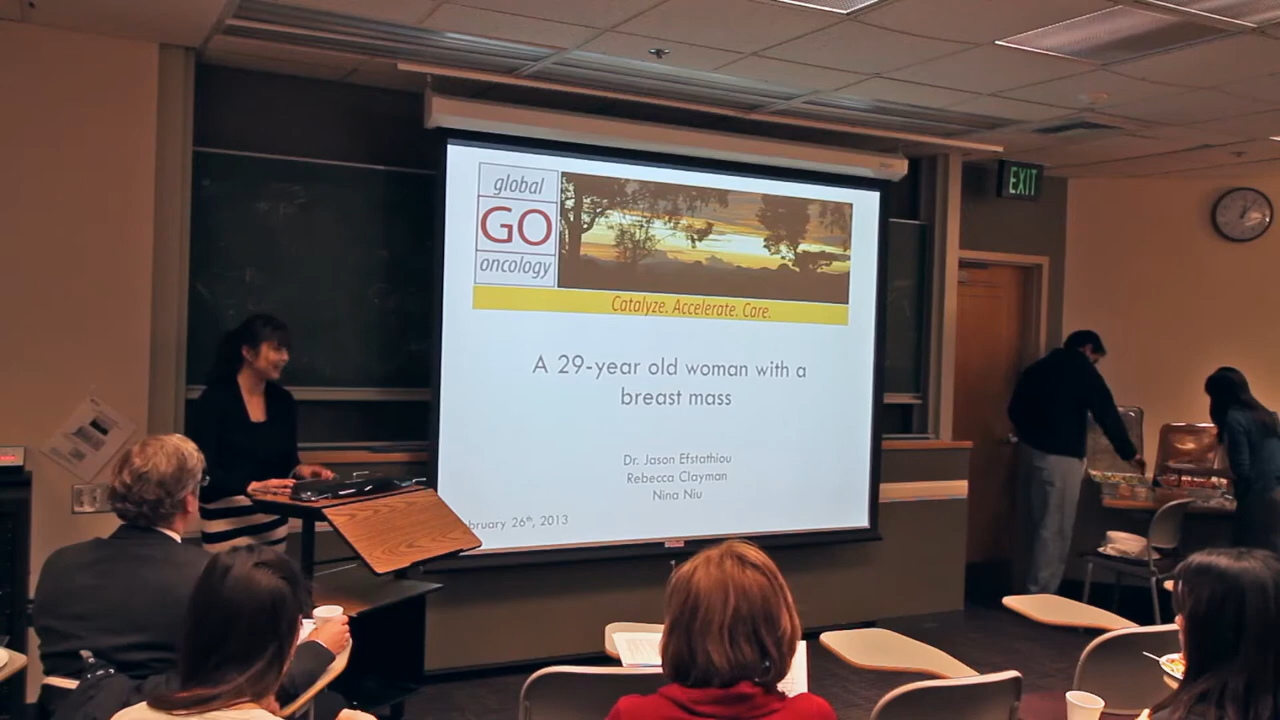 global
GO
oncology
Catalyze. Accelerate. Care.
A 29-year old woman with a
breast mass
Dr. Jason Efstathiou
Rebecca Clayman
Nina Niu
bruary 26th, 2013
EXIT